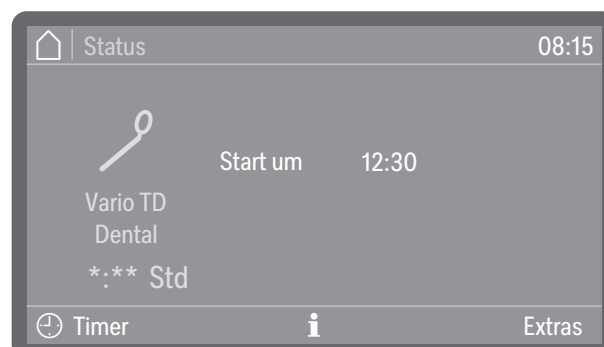 Status 08:15
Start um 12:30
Vario TD
Dental
*:** Std
Timer i Extras